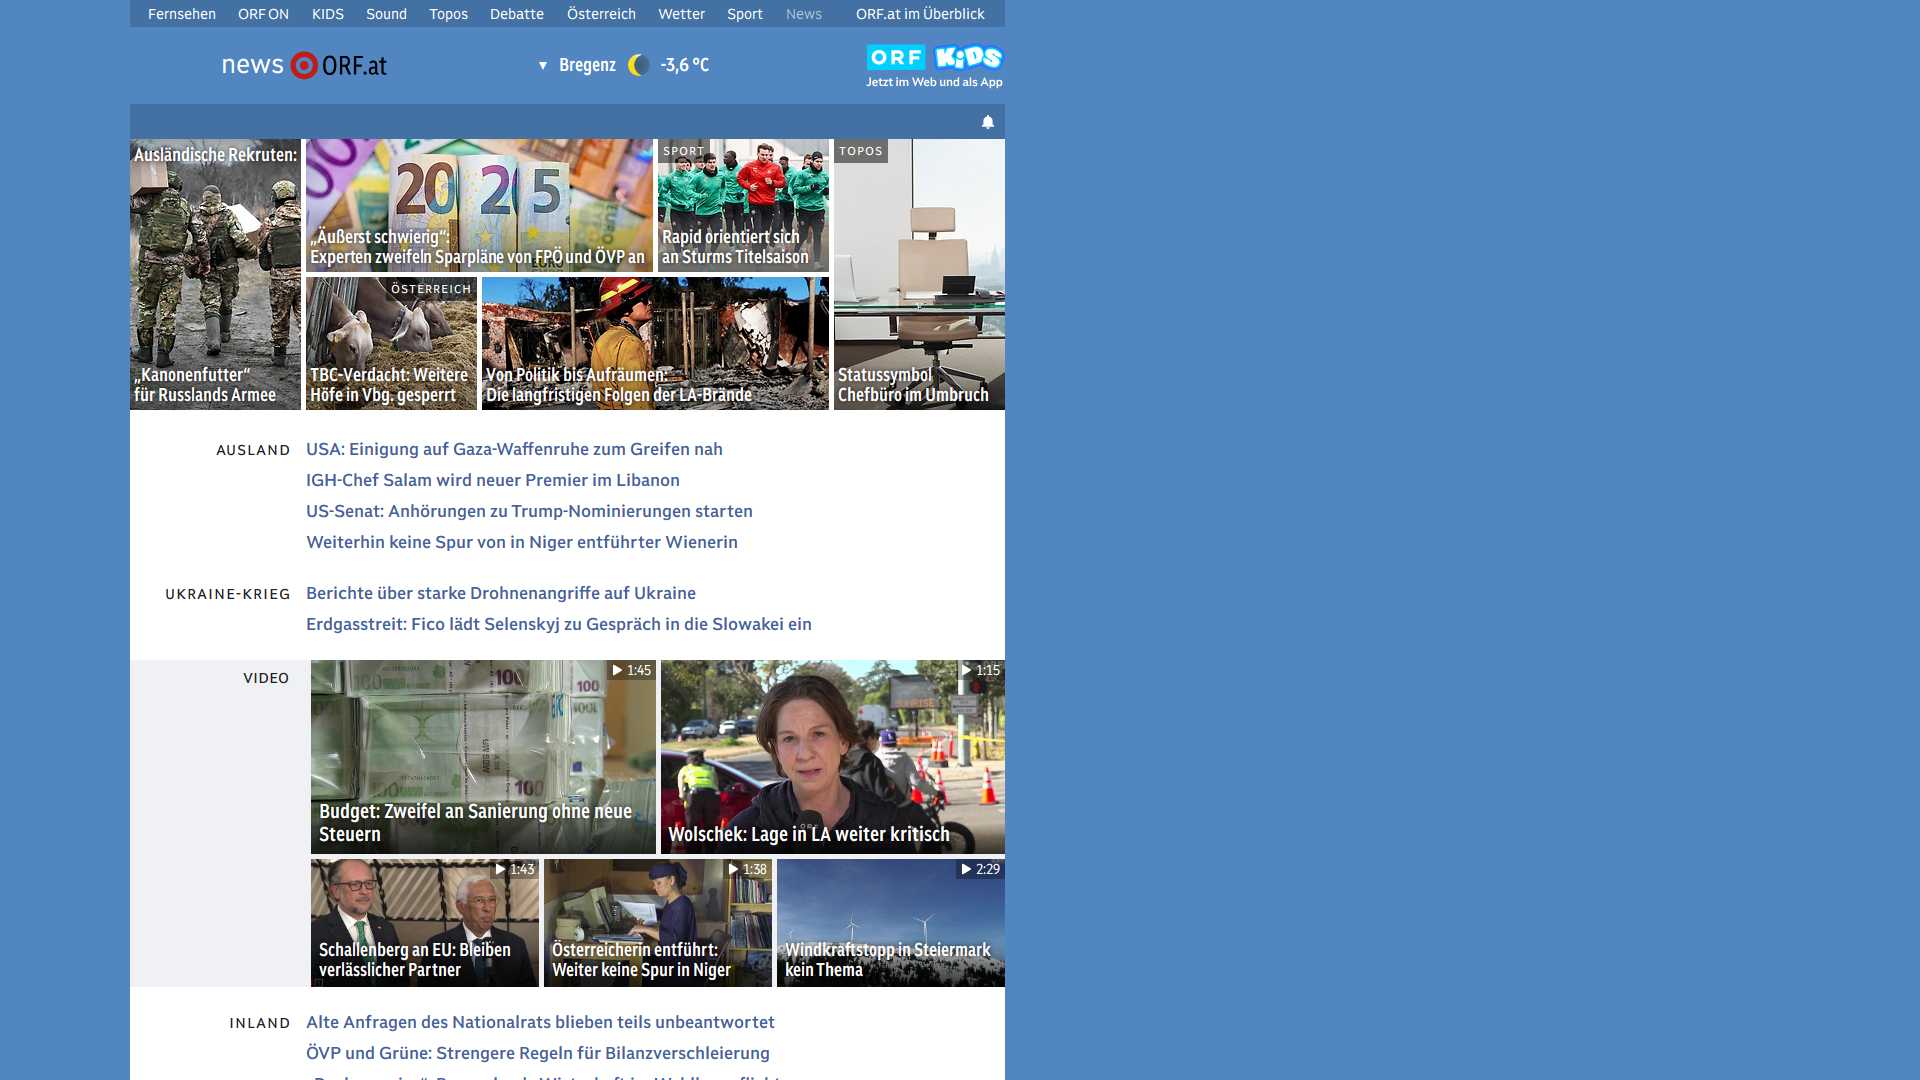 Fernsehen ORF ON KIDS Sound Topos Debatte Österreich Wetter Sport News ORF.at im Überblick
news ORF.at
▼ Bregenz -3,6 °C
ORF KiDS
Jetzt im Web und als App
Ausländische Rekruten:
„Kanonenfutter“
für Russlands Armee
2025
„Äußerst schwierig“:
Experten zweifeln Sparpläne von FPÖ und ÖVP an
SPORT
Rapid orientiert sich
an Sturms Titelsaison
TOPOS
Statussymbol
Chefbüro im Umbruch
ÖSTERREICH
TBC-Verdacht: Weitere
Höfe in Vbg. gesperrt
Von Politik bis Aufräumen:
Die langfristigen Folgen der LA-Brände
AUSLAND
USA: Einigung auf Gaza-Waffenruhe zum Greifen nah
IGH-Chef Salam wird neuer Premier im Libanon
US-Senat: Anhörungen zu Trump-Nominierungen starten
Weiterhin keine Spur von in Niger entführter Wienerin
UKRAINE-KRIEG
Berichte über starke Drohnenangriffe auf Ukraine
Erdgasstreit: Fico lädt Selenskyj zu Gespräch in die Slowakei ein
VIDEO
1:45
Budget: Zweifel an Sanierung ohne neue
Steuern
1:15
Wolschek: Lage in LA weiter kritisch
1:43
Schallenberg an EU: Bleiben
verlässlicher Partner
1:38
Österreicherin entführt:
Weiter keine Spur in Niger
2:29
Windkraftstopp in Steiermark
kein Thema
INLAND
Alte Anfragen des Nationalrats blieben teils unbeantwortet
ÖVP und Grüne: Strengere Regeln für Bilanzverschleierung